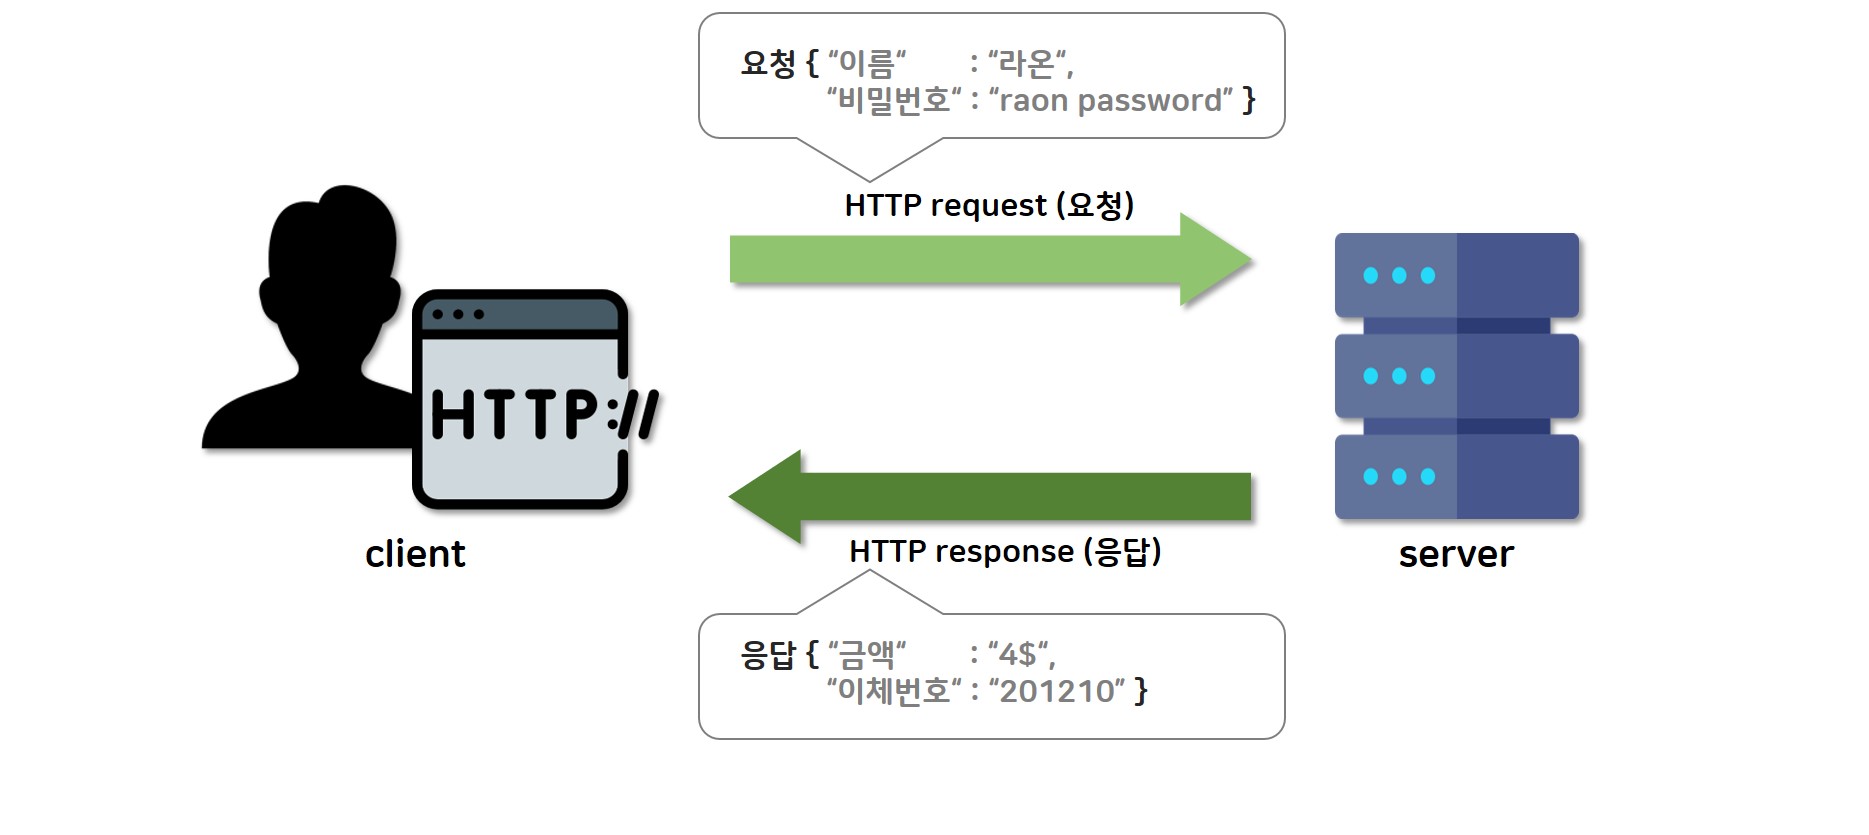 요청 { “이름“ : “라온“,
“비밀번호“ : “raon password” }
HTTP request (요청)
HTTP://
client
server
HTTP response (응답)
응답 { “금액“ : “4$“,
“이체번호“ : “201210” }